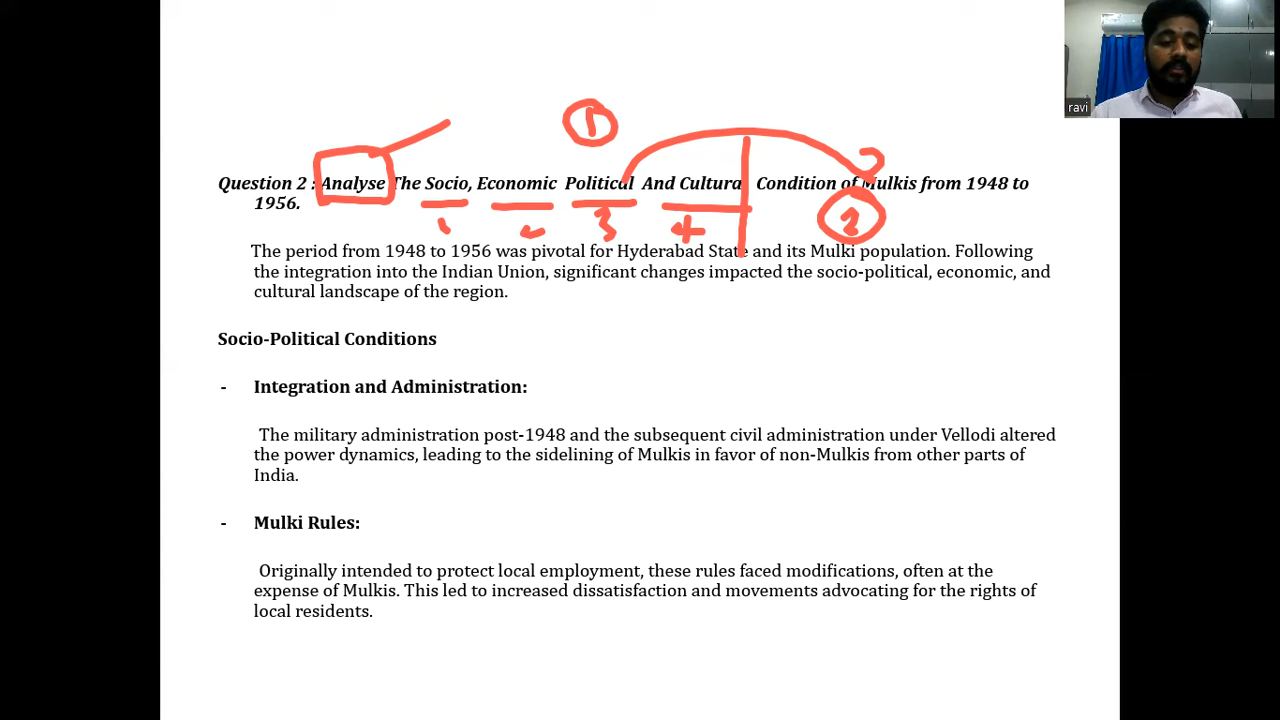 ravi
1
Question 2 : Analyse The Socio, Economic Political And Cultural Condition of Mulkis from 1948 to
1956.
1 2 3 4
2
The period from 1948 to 1956 was pivotal for Hyderabad State and its Mulki population. Following
the integration into the Indian Union, significant changes impacted the socio-political, economic, and
cultural landscape of the region.
Socio-Political Conditions
- Integration and Administration:
The military administration post-1948 and the subsequent civil administration under Vellodi altered
the power dynamics, leading to the sidelining of Mulkis in favor of non-Mulkis from other parts of
India.
- Mulki Rules:
Originally intended to protect local employment, these rules faced modifications, often at the
expense of Mulkis. This led to increased dissatisfaction and movements advocating for the rights of
local residents.